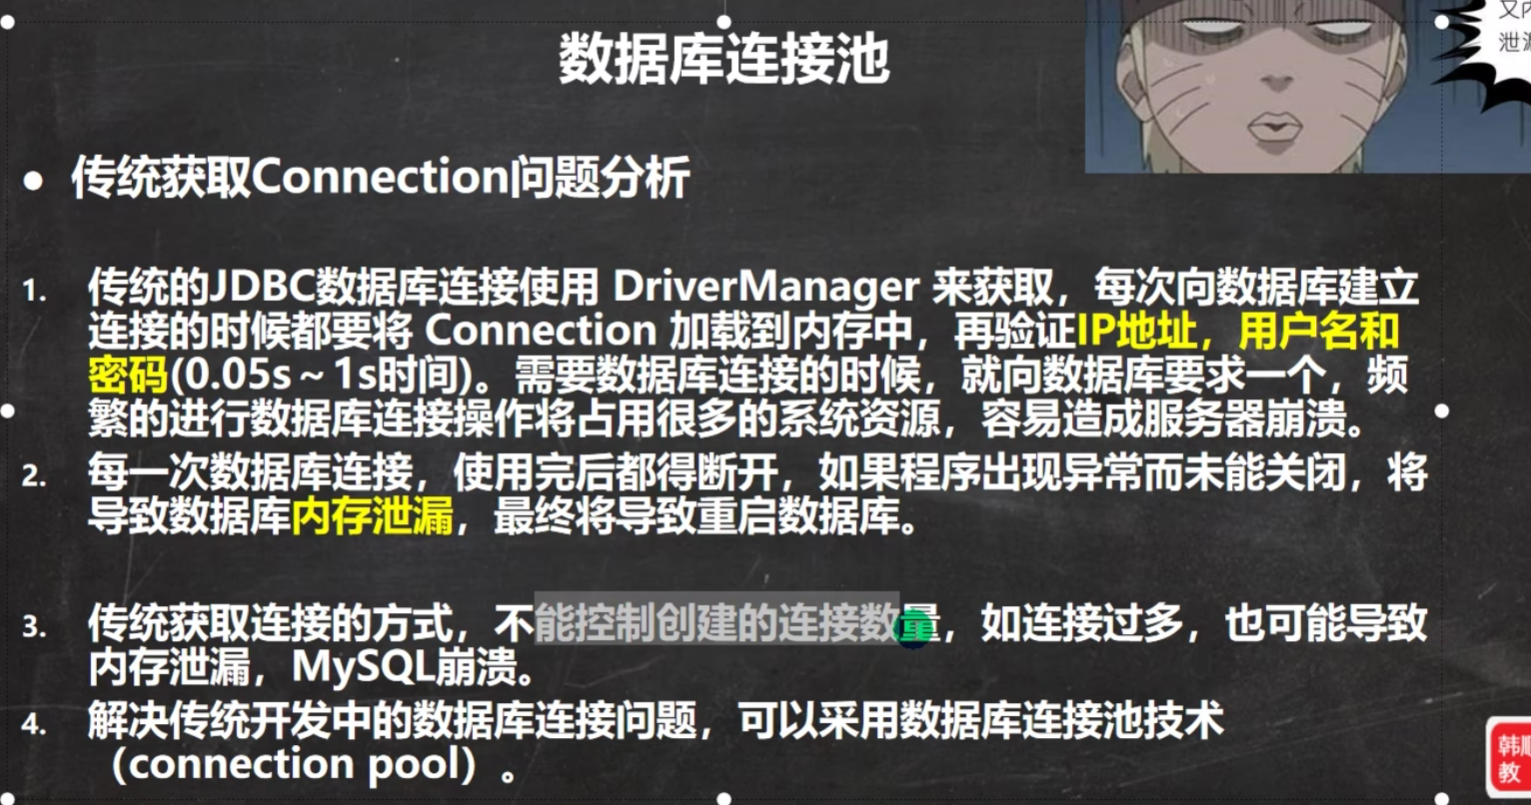 又内
泄漏
数据库连接池
● 传统获取Connection问题分析
1. 传统的JDBC数据库连接使用 DriverManager 来获取，每次向数据库建立
连接的时候都要将 Connection 加载到内存中，再验证IP地址，用户名和
密码(0.05s～1s时间)。需要数据库连接的时候，就向数据库要求一个，频
繁的进行数据库连接操作将占用很多的系统资源，容易造成服务器崩溃。
2. 每一次数据库连接，使用完后都得断开，如果程序出现异常而未能关闭，将
导致数据库内存泄漏，最终将导致重启数据库。
3. 传统获取连接的方式，不能控制创建的连接数量，如连接过多，也可能导致
内存泄漏，MySQL崩溃。
4. 解决传统开发中的数据库连接问题，可以采用数据库连接池技术
（connection pool）。
韩顺
教